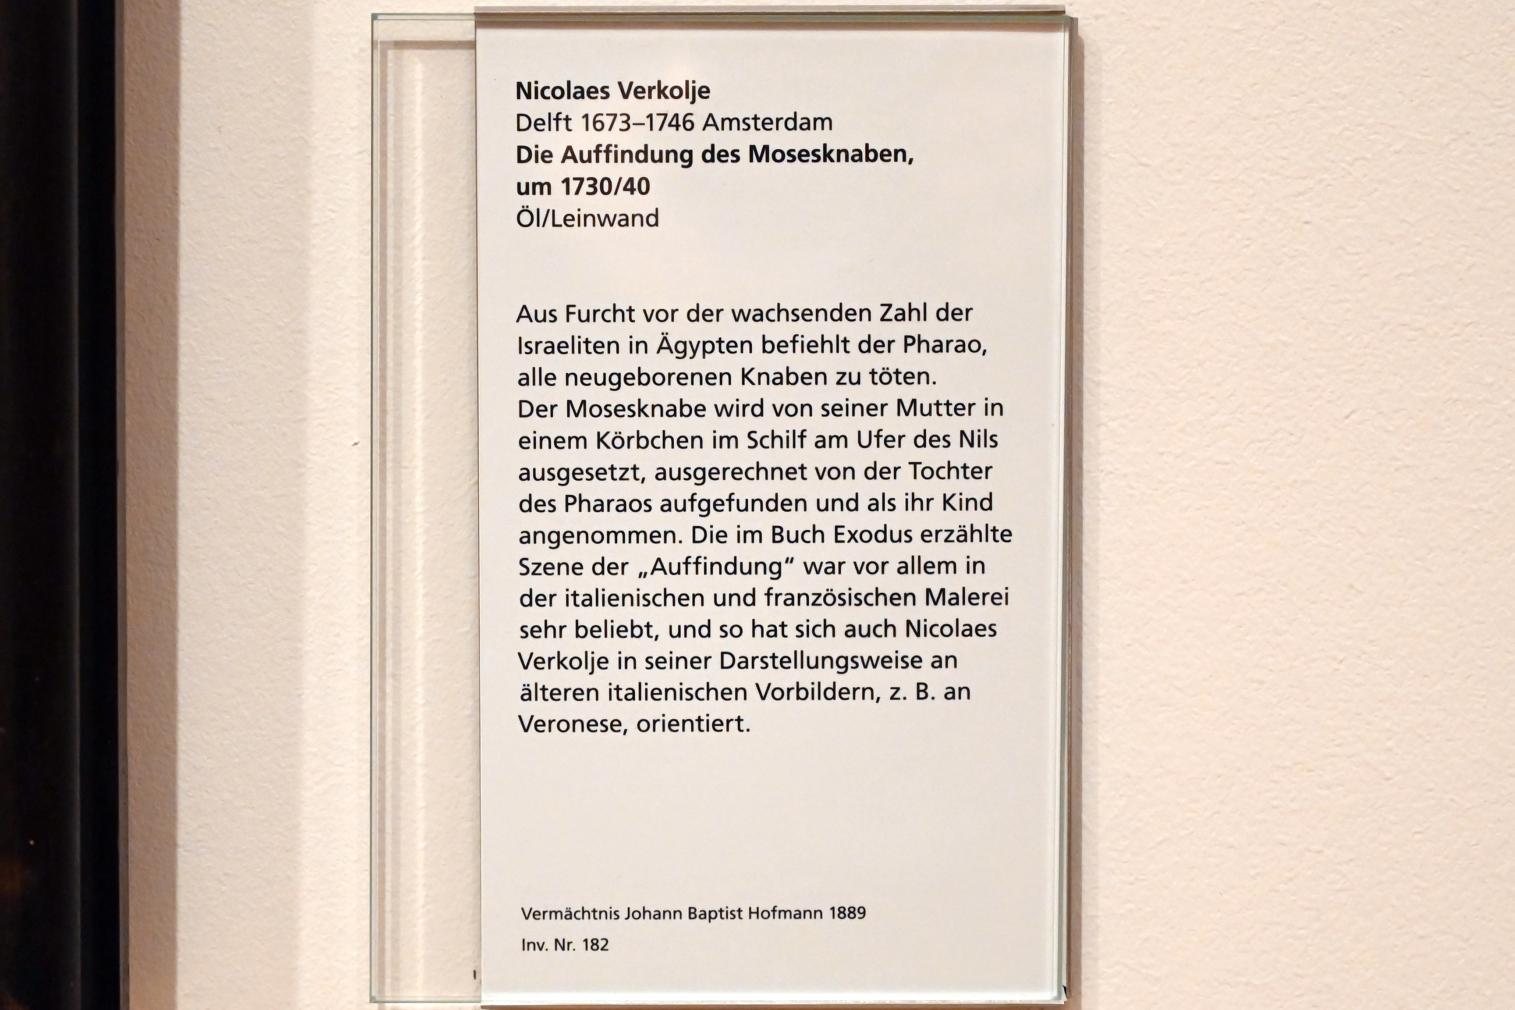 Nicolaes Verkolje
Delft 1673–1746 Amsterdam
Die Auffindung des Mosesknaben,
um 1730/40
Öl/Leinwand
Aus Furcht vor der wachsenden Zahl der
Israeliten in Ägypten befiehlt der Pharao,
alle neugeborenen Knaben zu töten.
Der Mosesknabe wird von seiner Mutter in
einem Körbchen im Schilf am Ufer des Nils
ausgesetzt, ausgerechnet von der Tochter
des Pharaos aufgefunden und als ihr Kind
angenommen. Die im Buch Exodus erzählte
Szene der „Auffindung“ war vor allem in
der italienischen und französischen Malerei
sehr beliebt, und so hat sich auch Nicolaes
Verkolje in seiner Darstellungsweise an
älteren italienischen Vorbildern, z. B. an
Veronese, orientiert.
Vermächtnis Johann Baptist Hofmann 1889
Inv. Nr. 182